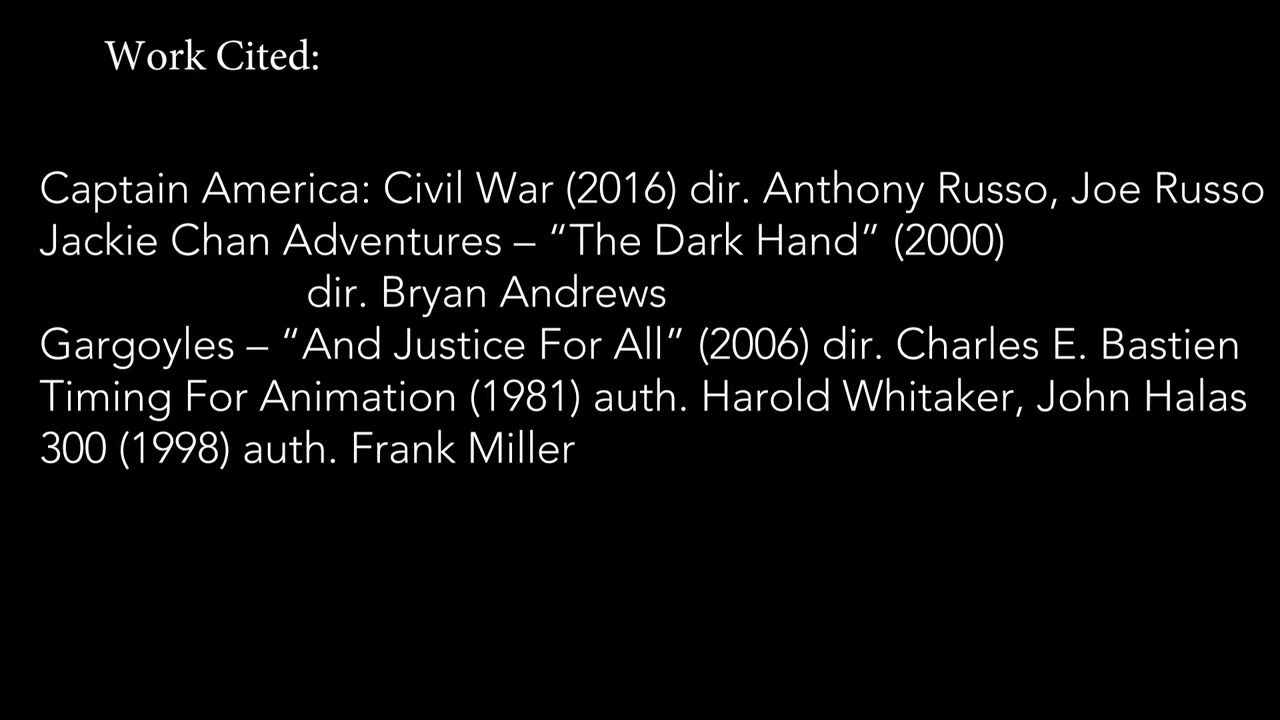 Work Cited:
Captain America: Civil War (2016) dir. Anthony Russo, Joe Russo
Jackie Chan Adventures – “The Dark Hand” (2000)
dir. Bryan Andrews
Gargoyles – “And Justice For All” (2006) dir. Charles E. Bastien
Timing For Animation (1981) auth. Harold Whitaker, John Halas
300 (1998) auth. Frank Miller